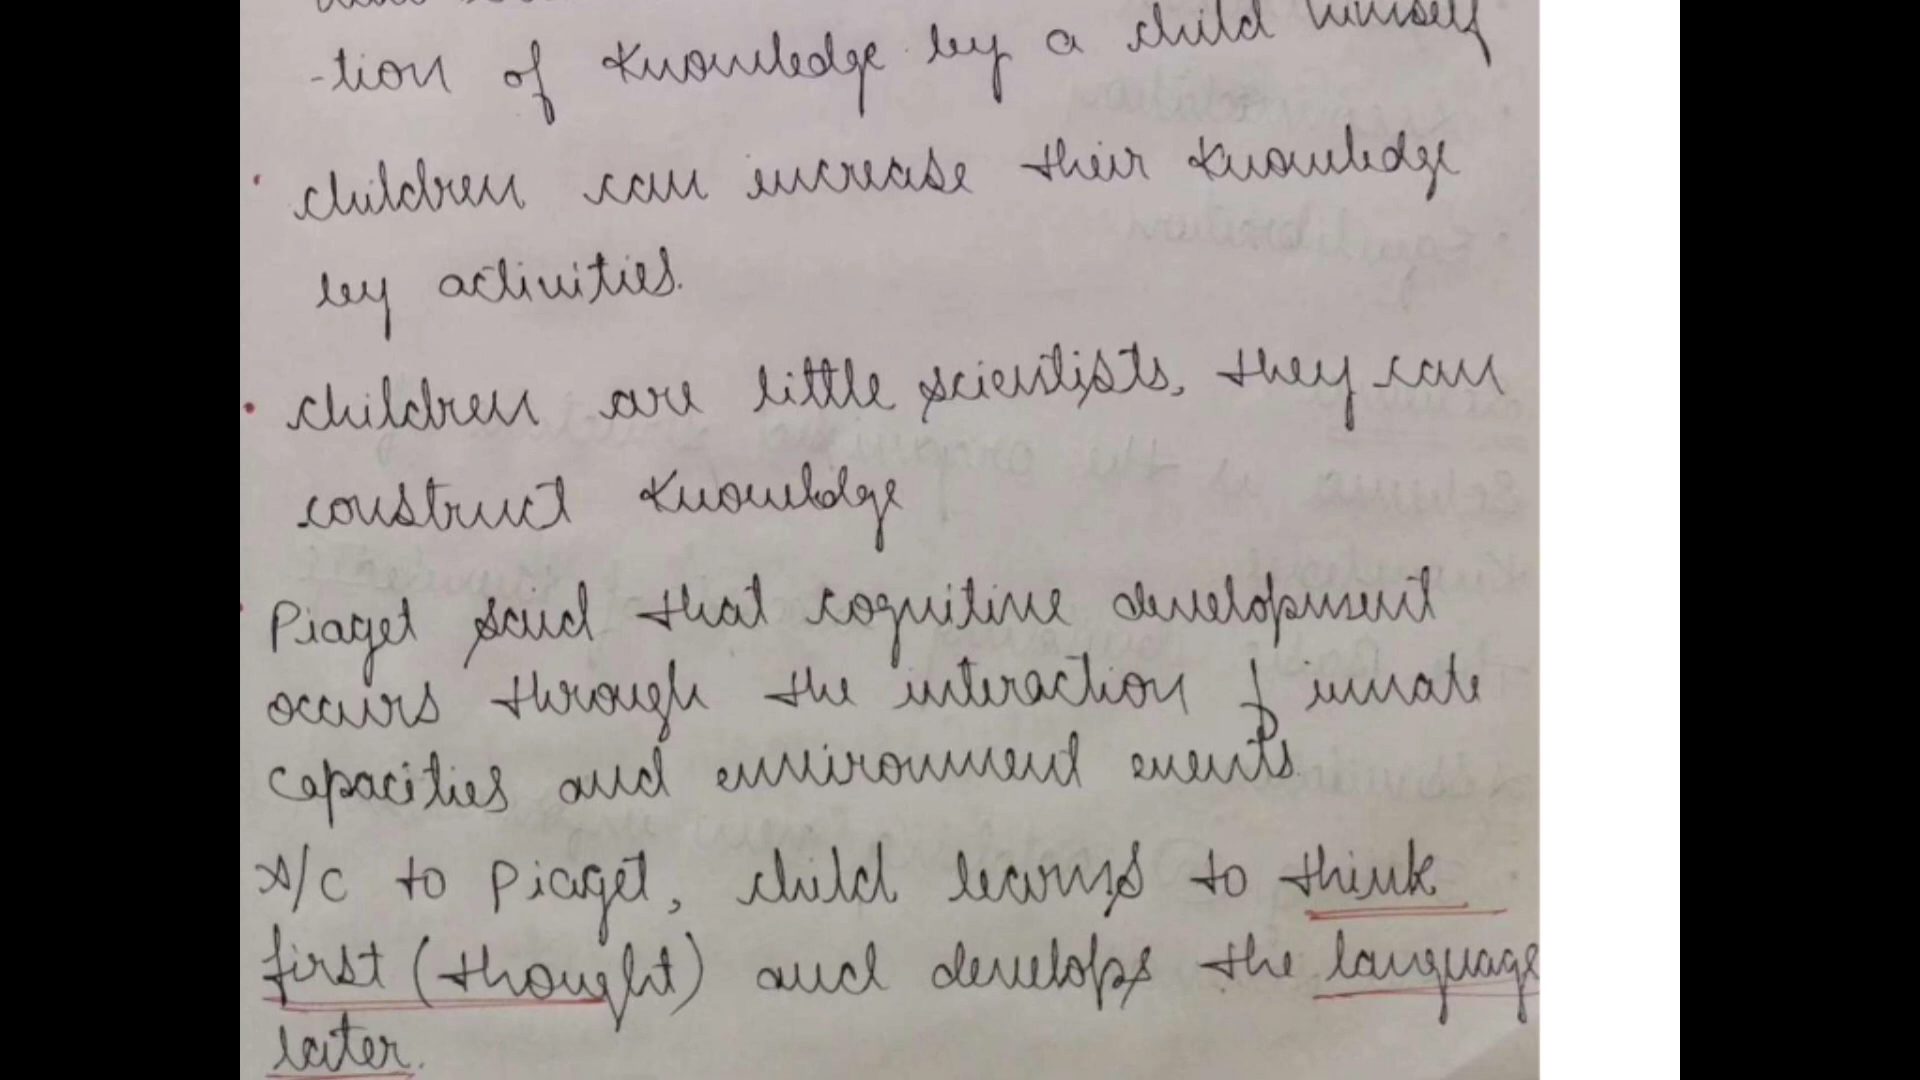 -tion of knowledge by a child himself
children can increase their knowledge
by activities.
children are little scientists, they can
construct knowledge
Piaget said that cognitive development
occurs through the interaction of innate
capacities and environment events.
A/c to Piaget, child learns to think
first (thought) and develops the language
later.